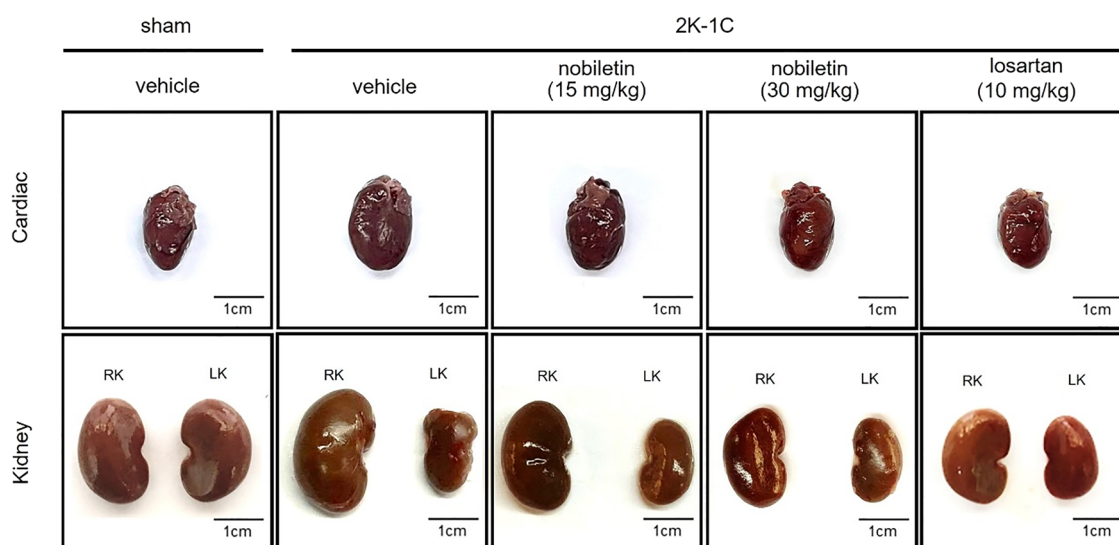 sham
2K-1C
vehicle
vehicle
nobiletin
(15 mg/kg)
nobiletin
(30 mg/kg)
losartan
(10 mg/kg)
Cardiac
1cm
1cm
1cm
1cm
1cm
Kidney
RK LK
RK LK
RK LK
RK LK
RK LK
1cm
1cm
1cm
1cm
1cm